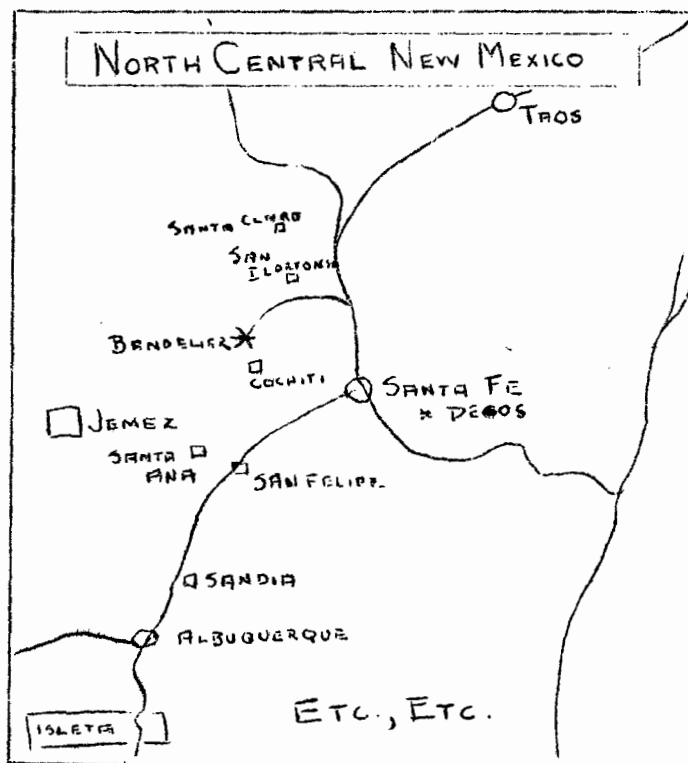 NORTH CENTRAL NEW MEXICO
TAOS
SANTA CLARA
SAN
ILDEFONSO
BANDELIER
COCHITI
SANTA FE
* PECOS
JEMEZ
SANTA
ANA
SAN FELIPE
SANDIA
ALBUQUERQUE
ETC., ETC.
ISLETA